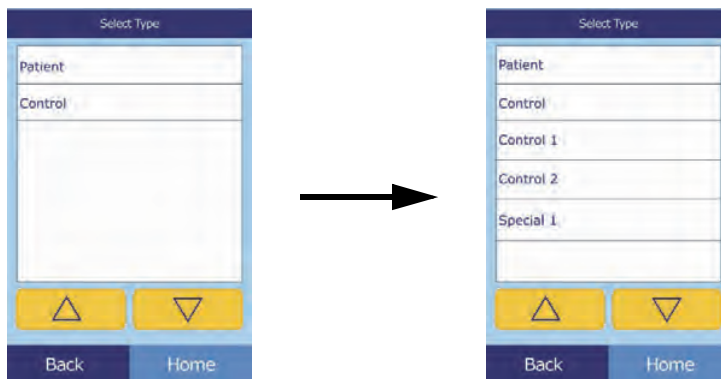 Select Type
Patient
Control
Back Home
Select Type
Patient
Control
Control 1
Control 2
Special 1
Back Home